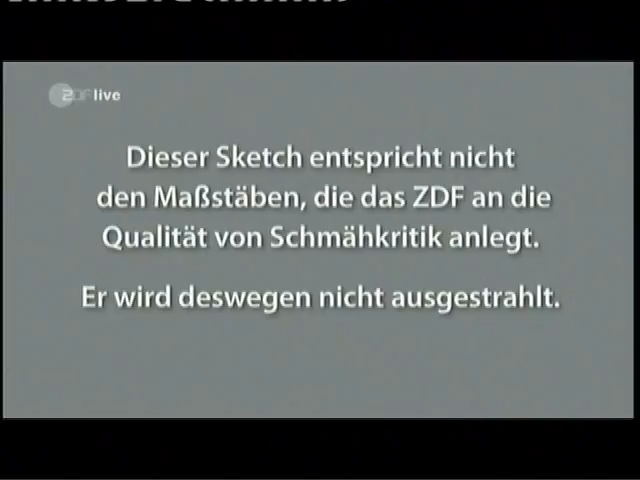 ZDF live
Dieser Sketch entspricht nicht
den Maßstäben, die das ZDF an die
Qualität von Schmähkritik anlegt.
Er wird deswegen nicht ausgestrahlt.